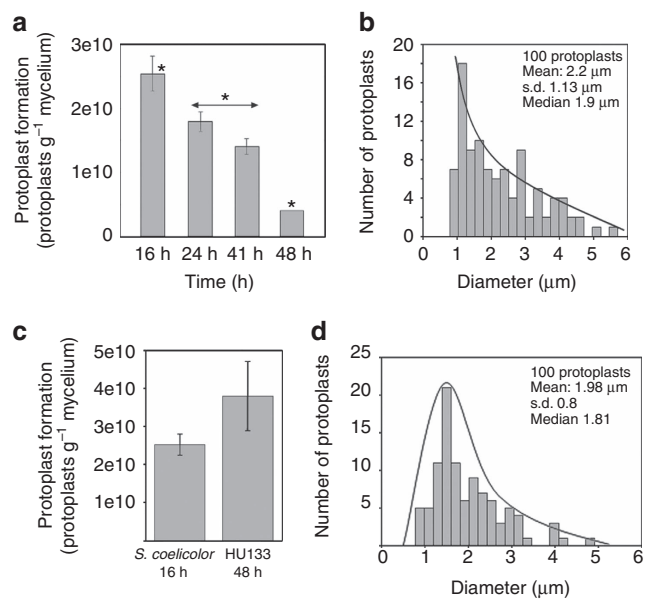 a
Protoplast formation
(protoplasts g⁻¹ mycelium)
3e10
2e10
1e10
0
*
*
*
16 h 24 h 41 h 48 h
Time (h)
b
Number of protoplasts
20
16
12
8
4
0
100 protoplasts
Mean: 2.2 μm
s.d. 1.13 μm
Median 1.9 μm
0 1 2 3 4 5 6
Diameter (μm)
c
Protoplast formation
(protoplasts g⁻¹ mycelium)
5e10
4e10
3e10
2e10
1e10
S. coelicolor HU133
16 h 48 h
d
Number of protoplasts
25
20
15
10
5
100 protoplasts
Mean: 1.98 μm
s.d. 0.8
Median 1.81
0 1 2 3 4 5 6
Diameter (μm)